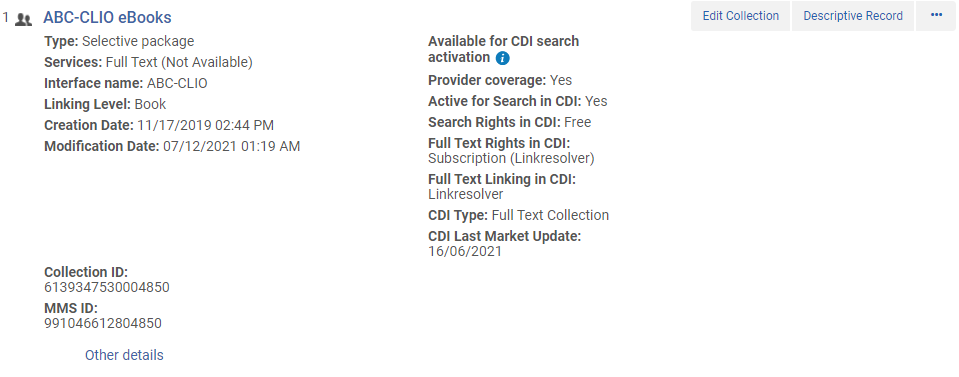 1 ABC-CLIO eBooks
Edit Collection
Descriptive Record
•••
Type: Selective package
Services: Full Text (Not Available)
Interface name: ABC-CLIO
Linking Level: Book
Creation Date: 11/17/2019 02:44 PM
Modification Date: 07/12/2021 01:19 AM
Available for CDI search
activation i
Provider coverage: Yes
Active for Search in CDI: Yes
Search Rights in CDI: Free
Full Text Rights in CDI:
Subscription (Linkresolver)
Full Text Linking in CDI:
Linkresolver
CDI Type: Full Text Collection
CDI Last Market Update:
16/06/2021
Collection ID:
6139347530004850
MMS ID:
991046612804850
Other details